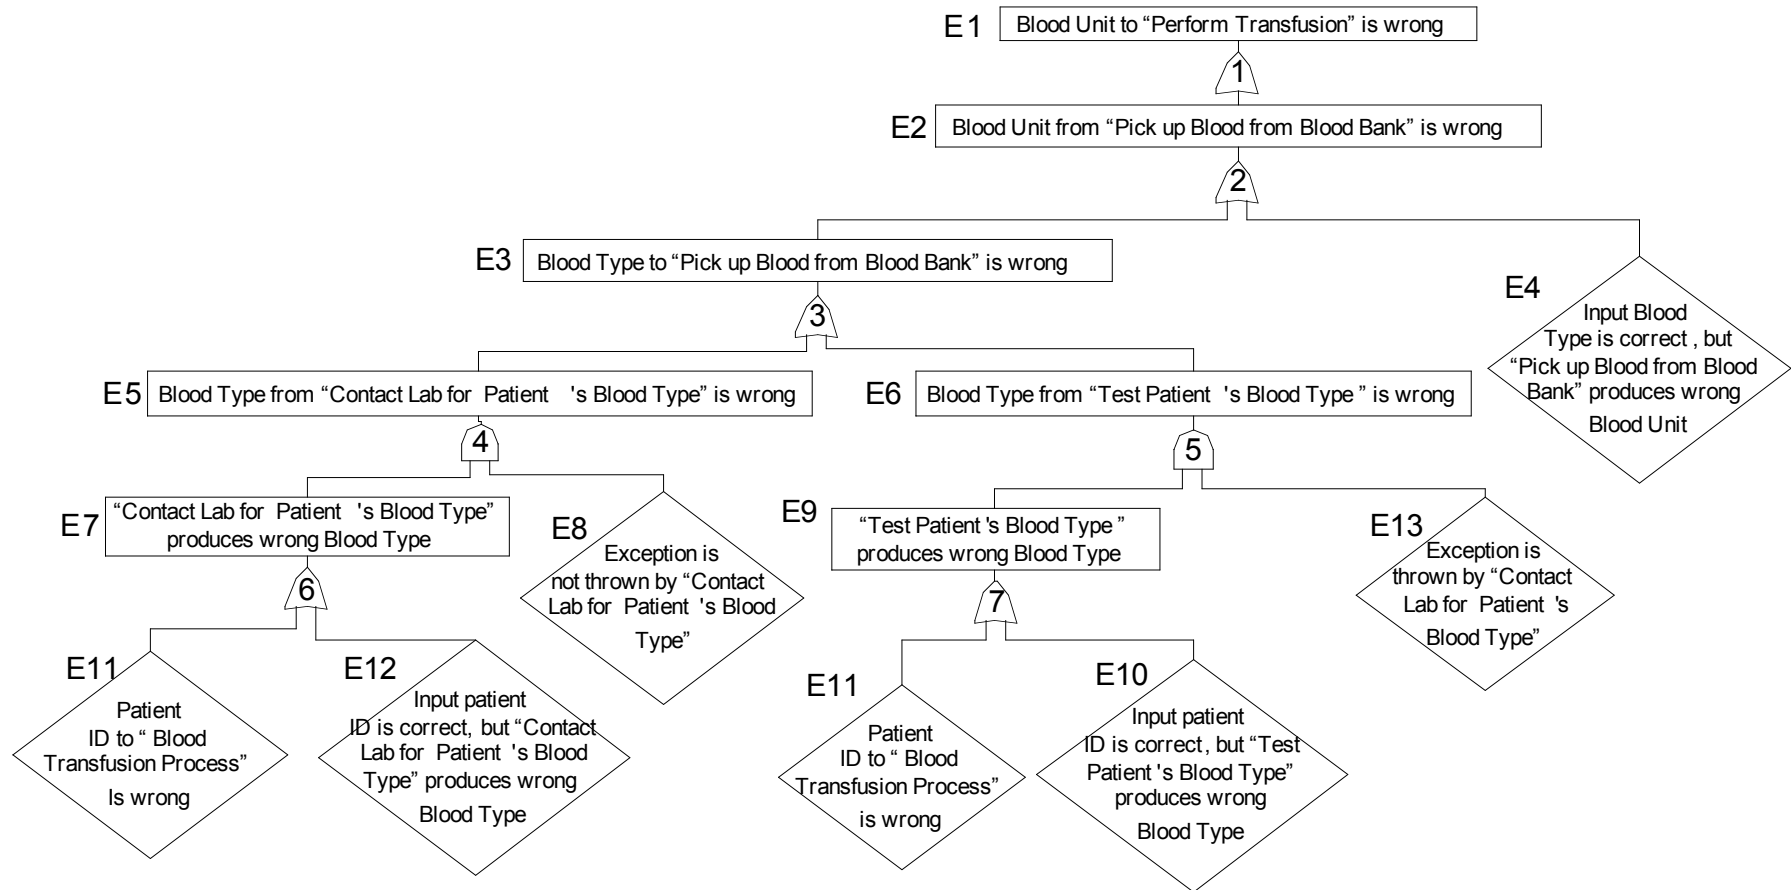 E1
Blood Unit to “Perform Transfusion” is wrong
1
E2
Blood Unit from “Pick up Blood from Blood Bank” is wrong
2
E3
Blood Type to “Pick up Blood from Blood Bank” is wrong
E4
Input Blood
Type is correct , but
“Pick up Blood from Blood
Bank” produces wrong
Blood Unit
3
E5
Blood Type from “Contact Lab for Patient 's Blood Type” is wrong
E6
Blood Type from “Test Patient 's Blood Type ” is wrong
4
5
E7
“Contact Lab for Patient 's Blood Type”
produces wrong Blood Type
E8
Exception is
not thrown by “Contact
Lab for Patient 's Blood
Type”
E9
“Test Patient 's Blood Type ”
produces wrong Blood Type
E13
Exception is
thrown by “Contact
Lab for Patient 's
Blood Type”
6
7
E11
Patient
ID to “ Blood
Transfusion Process”
Is wrong
E12
Input patient
ID is correct, but “Contact
Lab for Patient 's Blood
Type” produces wrong
Blood Type
E11
Patient
ID to “ Blood
Transfusion Process”
is wrong
E10
Input patient
ID is correct, but “Test
Patient 's Blood Type”
produces wrong
Blood Type